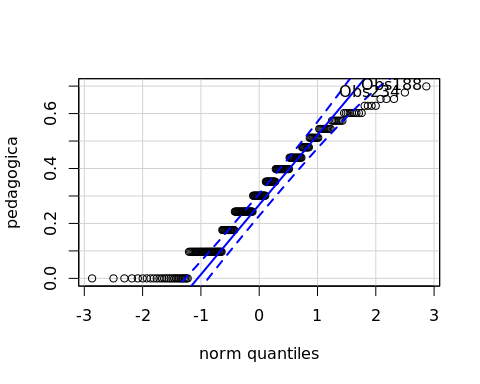 Obs188
Obs234
pedagogica
0.6
0.4
0.2
0.0
-3 -2 -1 0 1 2 3
norm quantiles